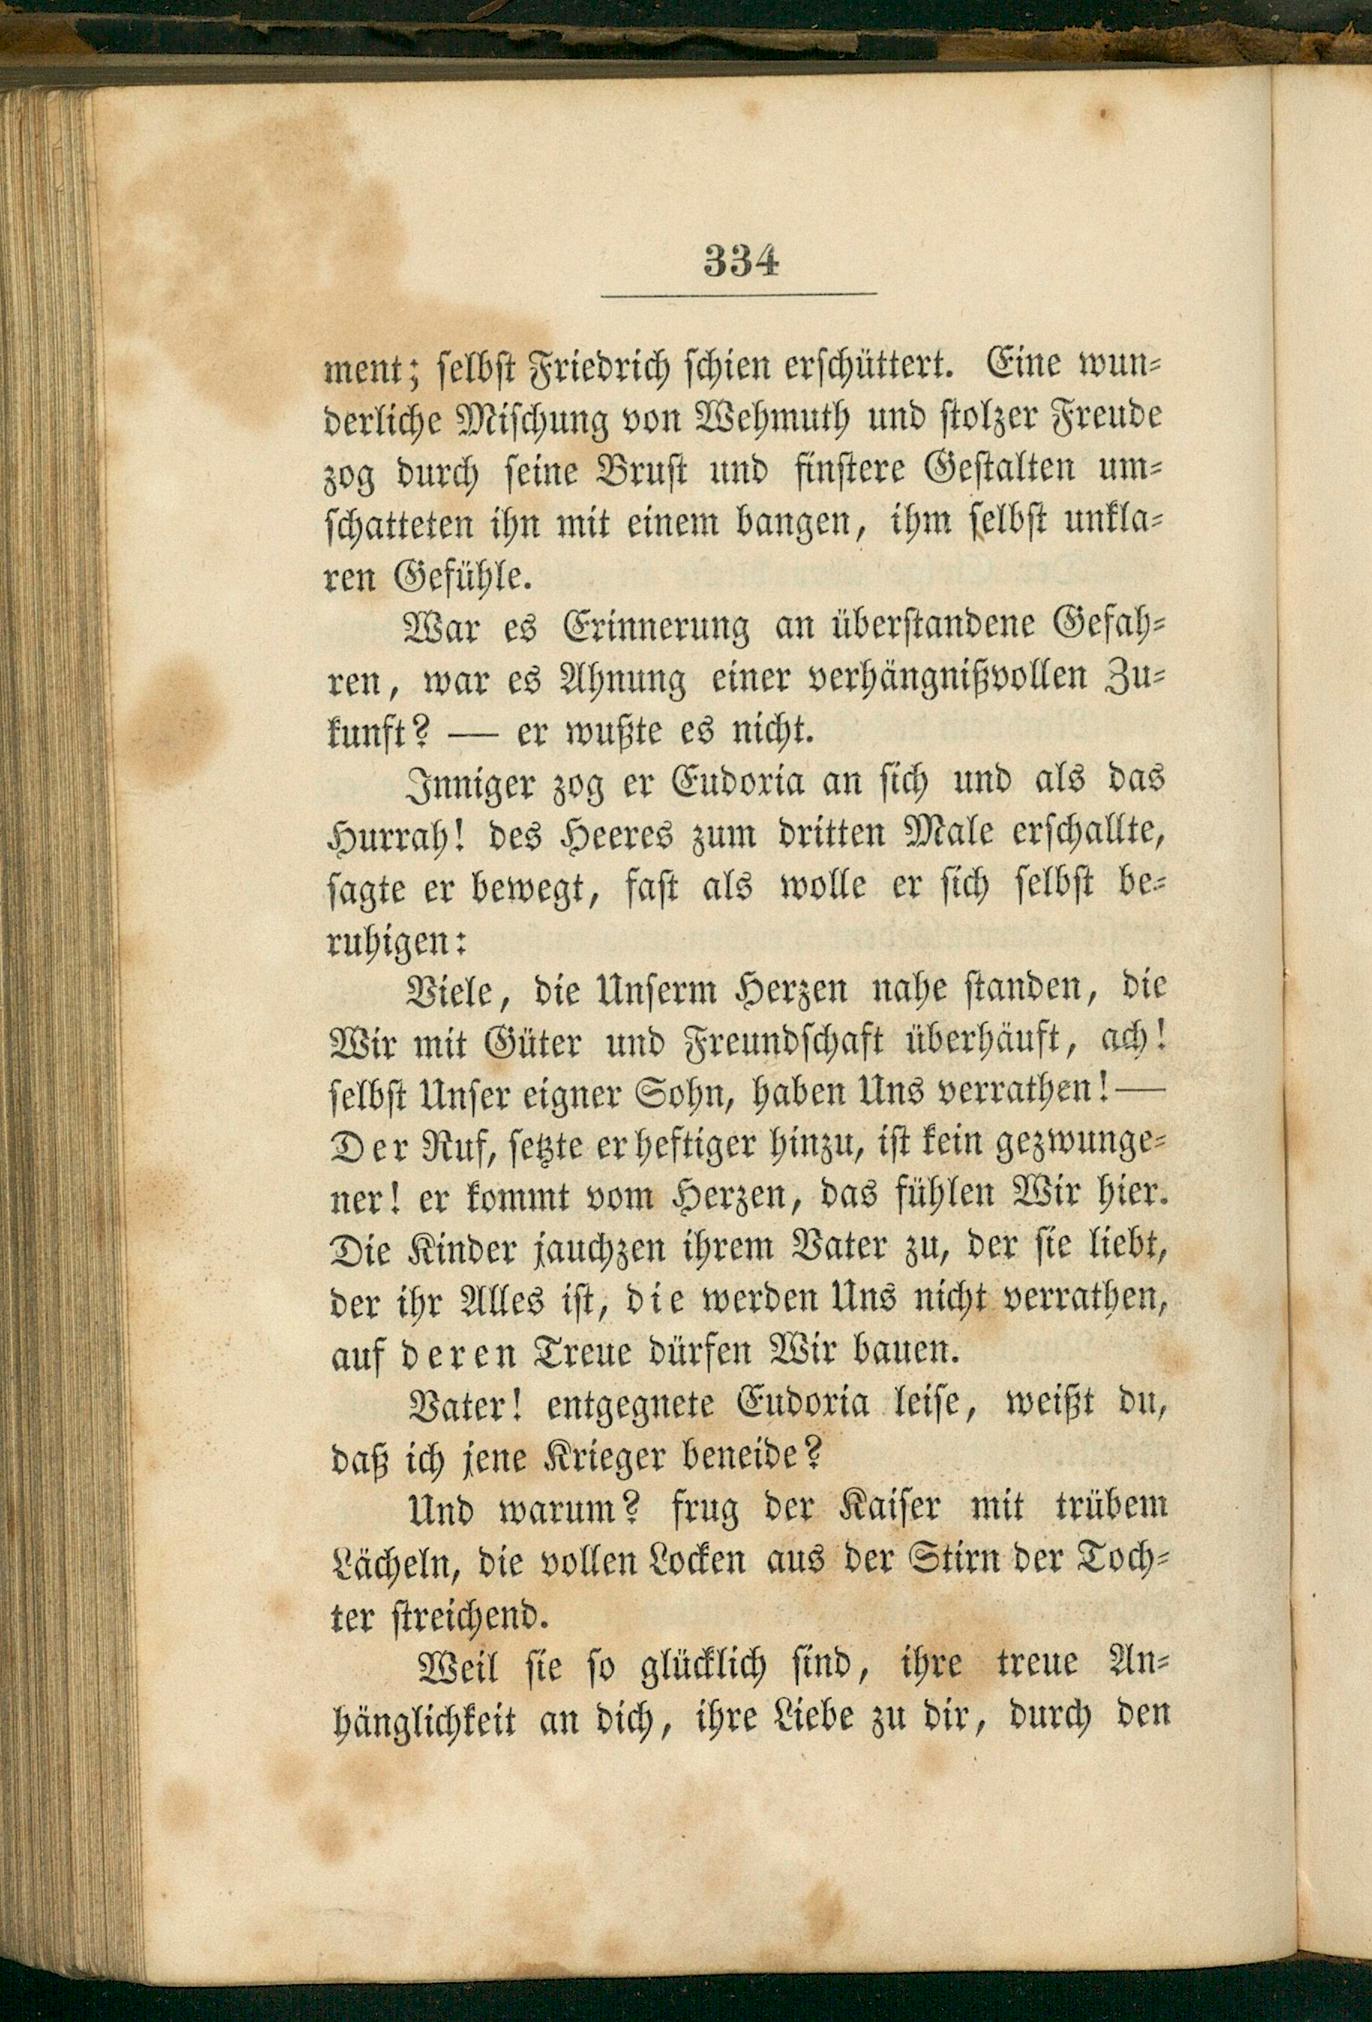 334
ment; selbst Friedrich schien erschüttert. Eine wun-
derliche Mischung von Wehmuth und stolzer Freude
zog durch seine Brust und finstere Gestalten um-
schatteten ihn mit einem bangen, ihm selbst unkla-
ren Gefühle.
War es Erinnerung an überstandene Gefah-
ren, war es Ahnung einer verhängnißvollen Zu-
kunft? — er wußte es nicht.
Inniger zog er Eudoria an sich und als das
Hurrah! des Heeres zum dritten Male erschallte,
sagte er bewegt, fast als wolle er sich selbst be-
ruhigen:
Viele, die Unserm Herzen nahe standen, die
Wir mit Güter und Freundschaft überhäuft, ach!
selbst Unser eigner Sohn, haben Uns verrathen! —
Der Ruf, setzte er heftiger hinzu, ist kein gezwunge-
ner! er kommt vom Herzen, das fühlen Wir hier.
Die Kinder jauchzen ihrem Vater zu, der sie liebt,
der ihr Alles ist, die werden Uns nicht verrathen,
auf deren Treue dürfen Wir bauen.
Vater! entgegnete Eudoria leise, weißt du,
daß ich jene Krieger beneide?
Und warum? frug der Kaiser mit trübem
Lächeln, die vollen Locken aus der Stirn der Toch-
ter streichend.
Weil sie so glücklich sind, ihre treue An-
hänglichkeit an dich, ihre Liebe zu dir, durch den